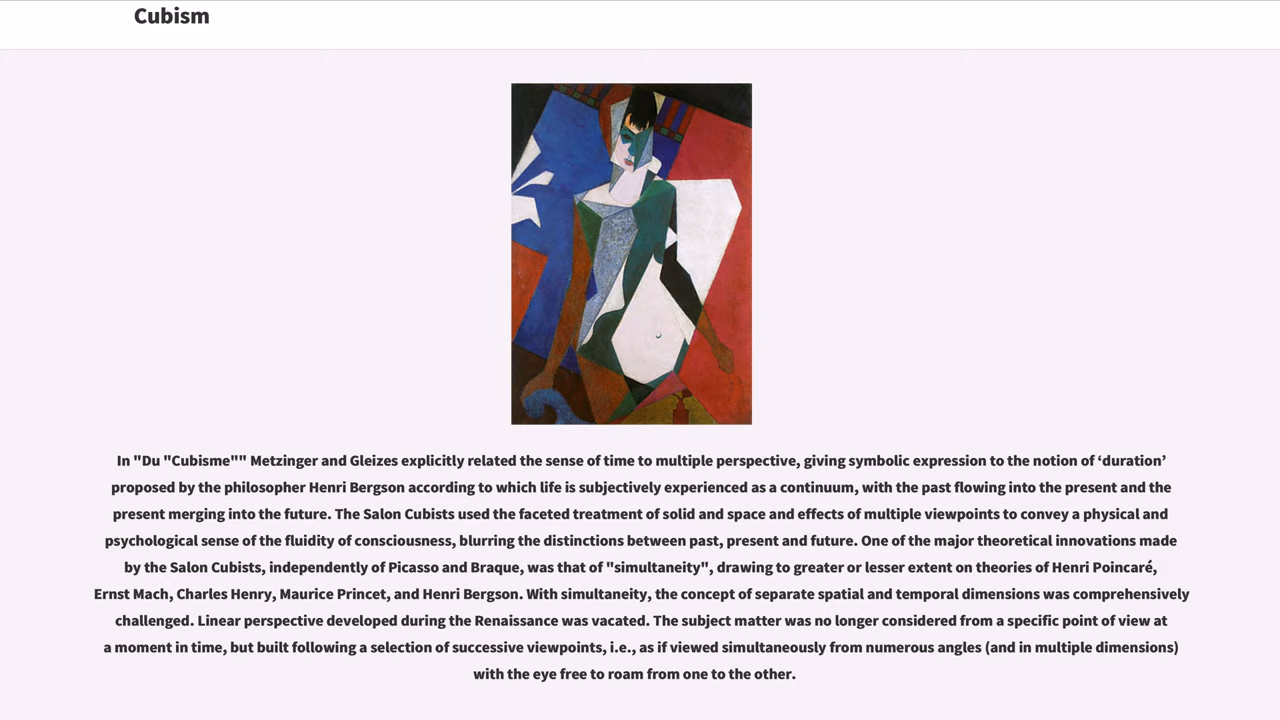 Cubism
In "Du "Cubisme"" Metzinger and Gleizes explicitly related the sense of time to multiple perspective, giving symbolic expression to the notion of ‘duration’
proposed by the philosopher Henri Bergson according to which life is subjectively experienced as a continuum, with the past flowing into the present and the
present merging into the future. The Salon Cubists used the faceted treatment of solid and space and effects of multiple viewpoints to convey a physical and
psychological sense of the fluidity of consciousness, blurring the distinctions between past, present and future. One of the major theoretical innovations made
by the Salon Cubists, independently of Picasso and Braque, was that of "simultaneity", drawing to greater or lesser extent on theories of Henri Poincaré,
Ernst Mach, Charles Henry, Maurice Princet, and Henri Bergson. With simultaneity, the concept of separate spatial and temporal dimensions was comprehensively
challenged. Linear perspective developed during the Renaissance was vacated. The subject matter was no longer considered from a specific point of view at
a moment in time, but built following a selection of successive viewpoints, i.e., as if viewed simultaneously from numerous angles (and in multiple dimensions)
with the eye free to roam from one to the other.